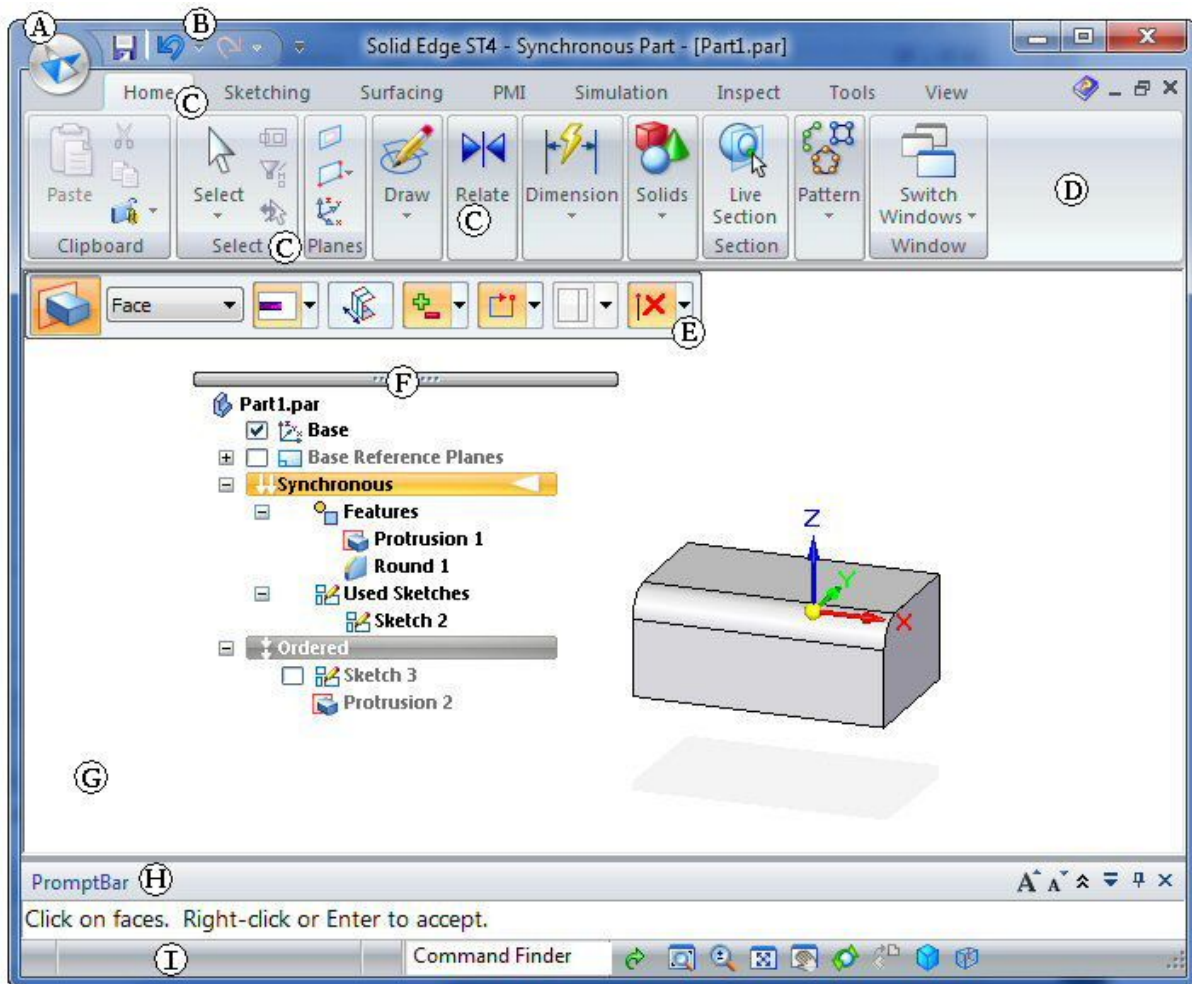 A
B
Solid Edge ST4 - Synchronous Part - [Part1.par]
Home C Sketching Surfacing PMI Simulation Inspect Tools View
Paste Select Draw Relate Dimension Solids Live Section Pattern Switch Windows
C
D
Clipboard Select C Planes Section Window
Face
E
F
Part1.par
Base
Base Reference Planes
Synchronous
Features
Protrusion 1
Round 1
Used Sketches
Sketch 2
Ordered
Sketch 3
Protrusion 2
Z
Y
X
G
PromptBar H A A
Click on faces. Right-click or Enter to accept.
I Command Finder